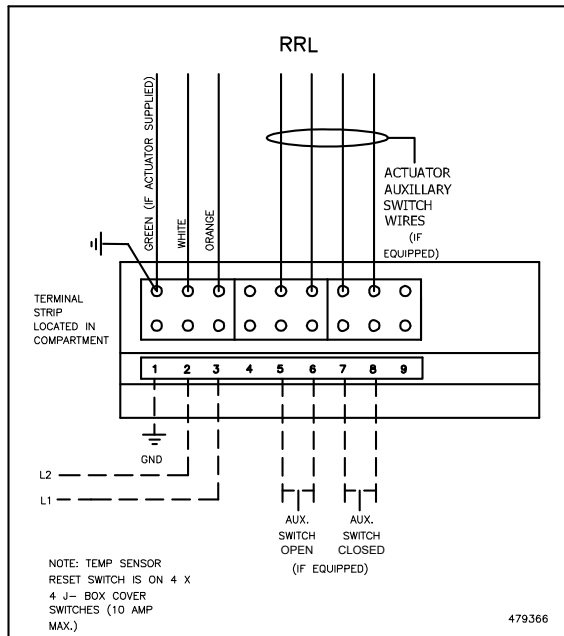 RRL
GREEN (IF ACTUATOR SUPPLIED)
WHITE
ORANGE
ACTUATOR
AUXILLARY
SWITCH
WIRES
(IF
EQUIPPED)
TERMINAL
STRIP
LOCATED IN
COMPARTMENT
1 2 3 4 5 6 7 8 9
GND
L2
L1
AUX.
SWITCH
OPEN
AUX.
SWITCH
CLOSED
(IF EQUIPPED)
NOTE: TEMP SENSOR
RESET SWITCH IS ON 4 X
4 J- BOX COVER
SWITCHES (10 AMP
MAX.)
479366